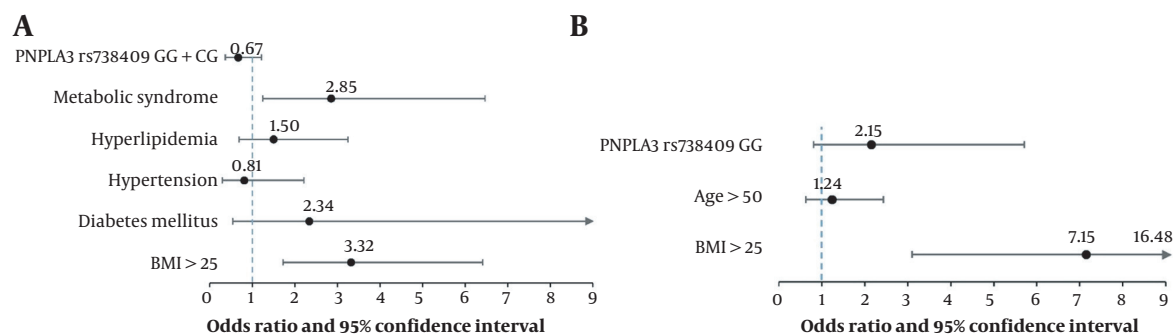 A
PNPLA3 rs738409 GG + CG
0.67
Metabolic syndrome
2.85
Hyperlipidemia
1.50
Hypertension
0.81
Diabetes mellitus
2.34
BMI > 25
3.32
0 1 2 3 4 5 6 7 8 9
Odds ratio and 95% confidence interval
B
PNPLA3 rs738409 GG
2.15
Age > 50
1.24
BMI > 25
7.15 16.48
0 1 2 3 4 5 6 7 8 9
Odds ratio and 95% confidence interval